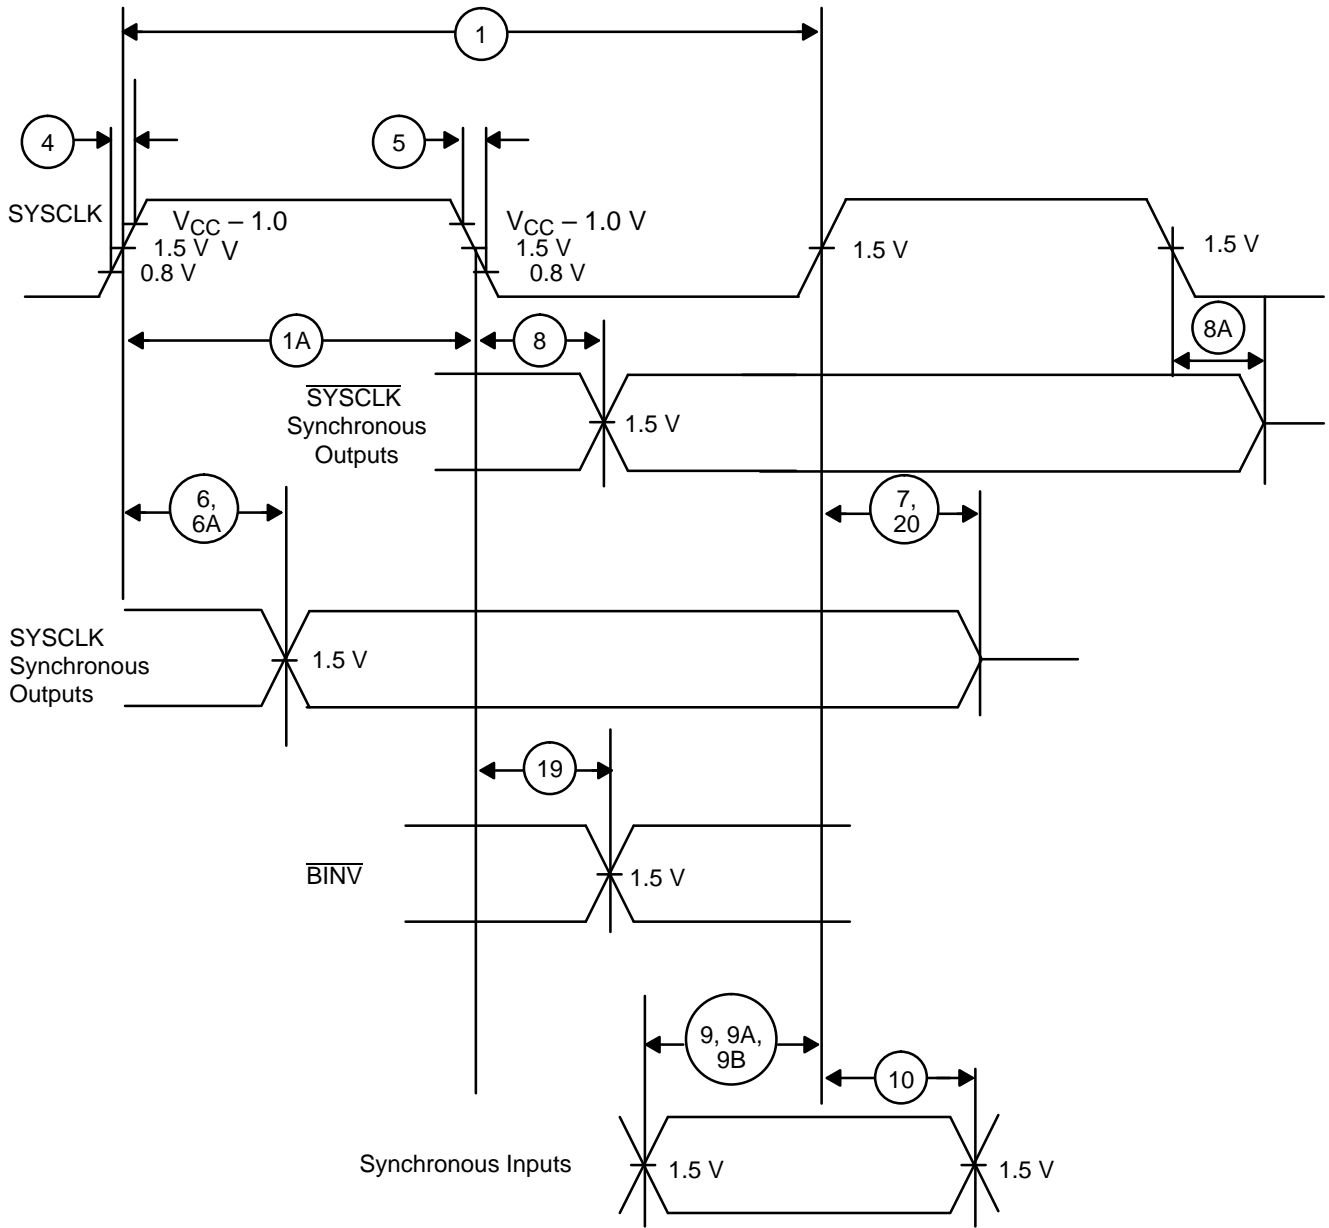 1
4
5
SYSCLK
VCC – 1.0
V
1.5 V
0.8 V
VCC – 1.0 V
1.5 V
0.8 V
1.5 V
1.5 V
1A
8
8A
SYSCLK
Synchronous
Outputs
1.5 V
6,
6A
7,
20
SYSCLK
Synchronous
Outputs
1.5 V
19
BINV
1.5 V
9, 9A,
9B
10
Synchronous Inputs
1.5 V
1.5 V